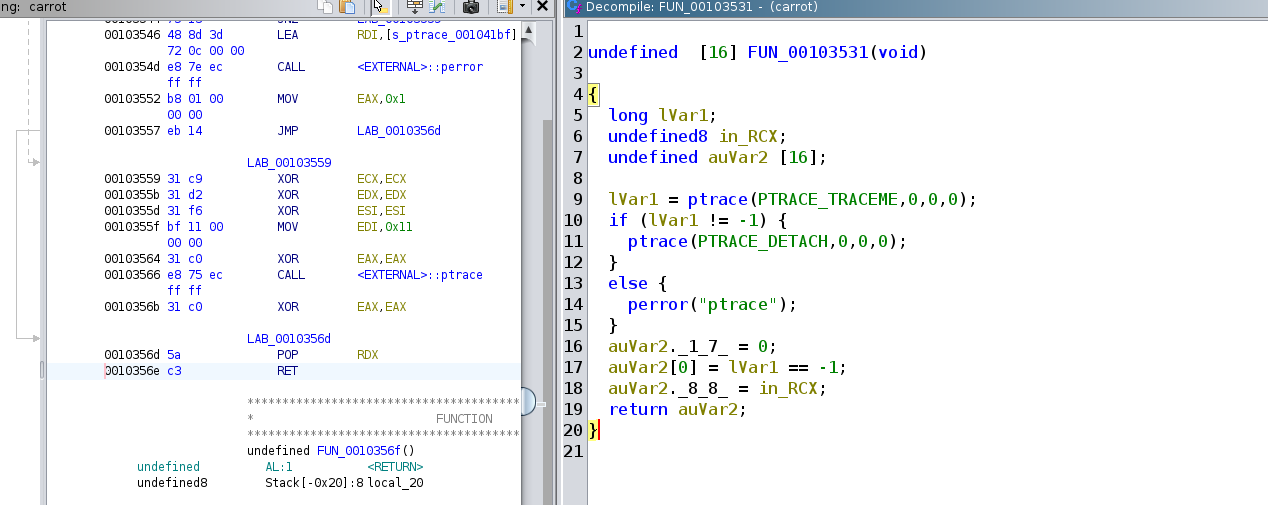 ng: carrot
Decompile: FUN_00103531 - (carrot)
00103546 48 8d 3d LEA RDI,[s_ptrace_001041bf]
72 0c 00 00
0010354d e8 7e ec CALL <EXTERNAL>::perror
ff ff
00103552 b8 01 00 MOV EAX,0x1
00 00
00103557 eb 14 JMP LAB_0010356d
LAB_00103559
00103559 31 c9 XOR ECX,ECX
0010355b 31 d2 XOR EDX,EDX
0010355d 31 f6 XOR ESI,ESI
0010355f bf 11 00 MOV EDI,0x11
00 00
00103564 31 c0 XOR EAX,EAX
00103566 e8 75 ec CALL <EXTERNAL>::ptrace
ff ff
0010356b 31 c0 XOR EAX,EAX
LAB_0010356d
0010356d 5a POP RDX
0010356e c3 RET
***************************************
* FUNCTION
***************************************
undefined FUN_0010356f()
undefined AL:1 <RETURN>
undefined8 Stack[-0x20]:8 local_20
1
2 undefined [16] FUN_00103531(void)
3
4 {
5 long lVar1;
6 undefined8 in_RCX;
7 undefined auVar2 [16];
8
9 lVar1 = ptrace(PTRACE_TRACEME,0,0,0);
10 if (lVar1 != -1) {
11 ptrace(PTRACE_DETACH,0,0,0);
12 }
13 else {
14 perror("ptrace");
15 }
16 auVar2._1_7_ = 0;
17 auVar2[0] = lVar1 == -1;
18 auVar2._8_8_ = in_RCX;
19 return auVar2;
20 }
21